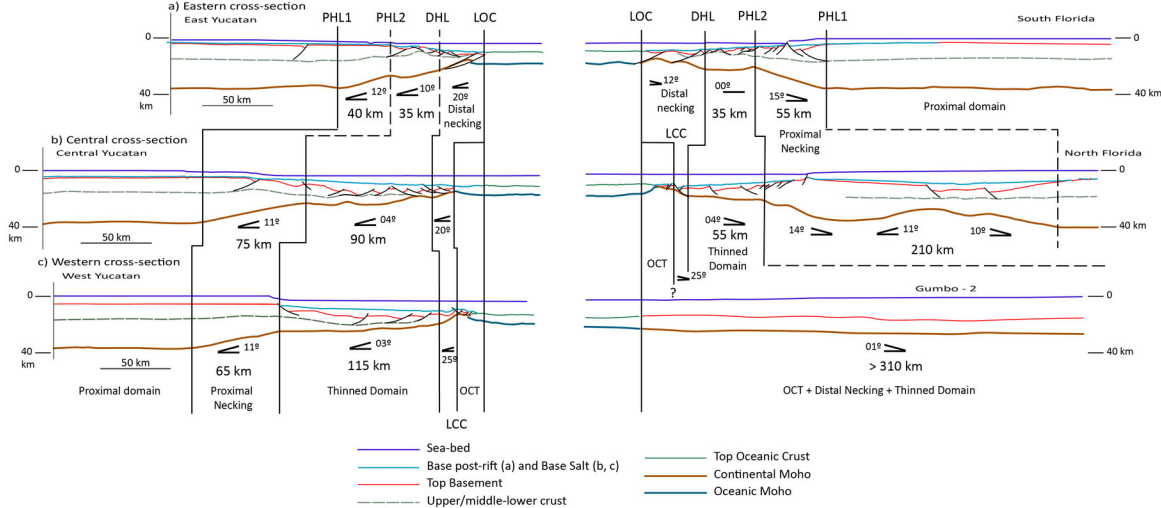 a) Eastern cross-section
East Yucatan
PHL1
PHL2
DHL
LOC
LOC
DHL
PHL2
PHL1
South Florida
0
0
40
km
50 km
12º
40 km
10º
35 km
20º
Distal
necking
12º
Distal
necking
00º
35 km
15º
55 km
Proximal
Necking
Proximal domain
40 km
LCC
b) Central cross-section
Central Yucatan
North Florida
0
0
40
km
50 km
11º
75 km
04º
90 km
20º
04º
55 km
Thinned
Domain
14º
11º
210 km
10º
40 km
OCT
25º
?
c) Western cross-section
West Yucatan
Gumbo - 2
0
0
40
km
50 km
11º
65 km
03º
115 km
25º
01º
> 310 km
40 km
Proximal domain
Proximal
Necking
Thinned Domain
OCT
OCT + Distal Necking + Thinned Domain
LCC
Sea-bed
Base post-rift (a) and Base Salt (b, c)
Top Basement
Upper/middle-lower crust
Top Oceanic Crust
Continental Moho
Oceanic Moho